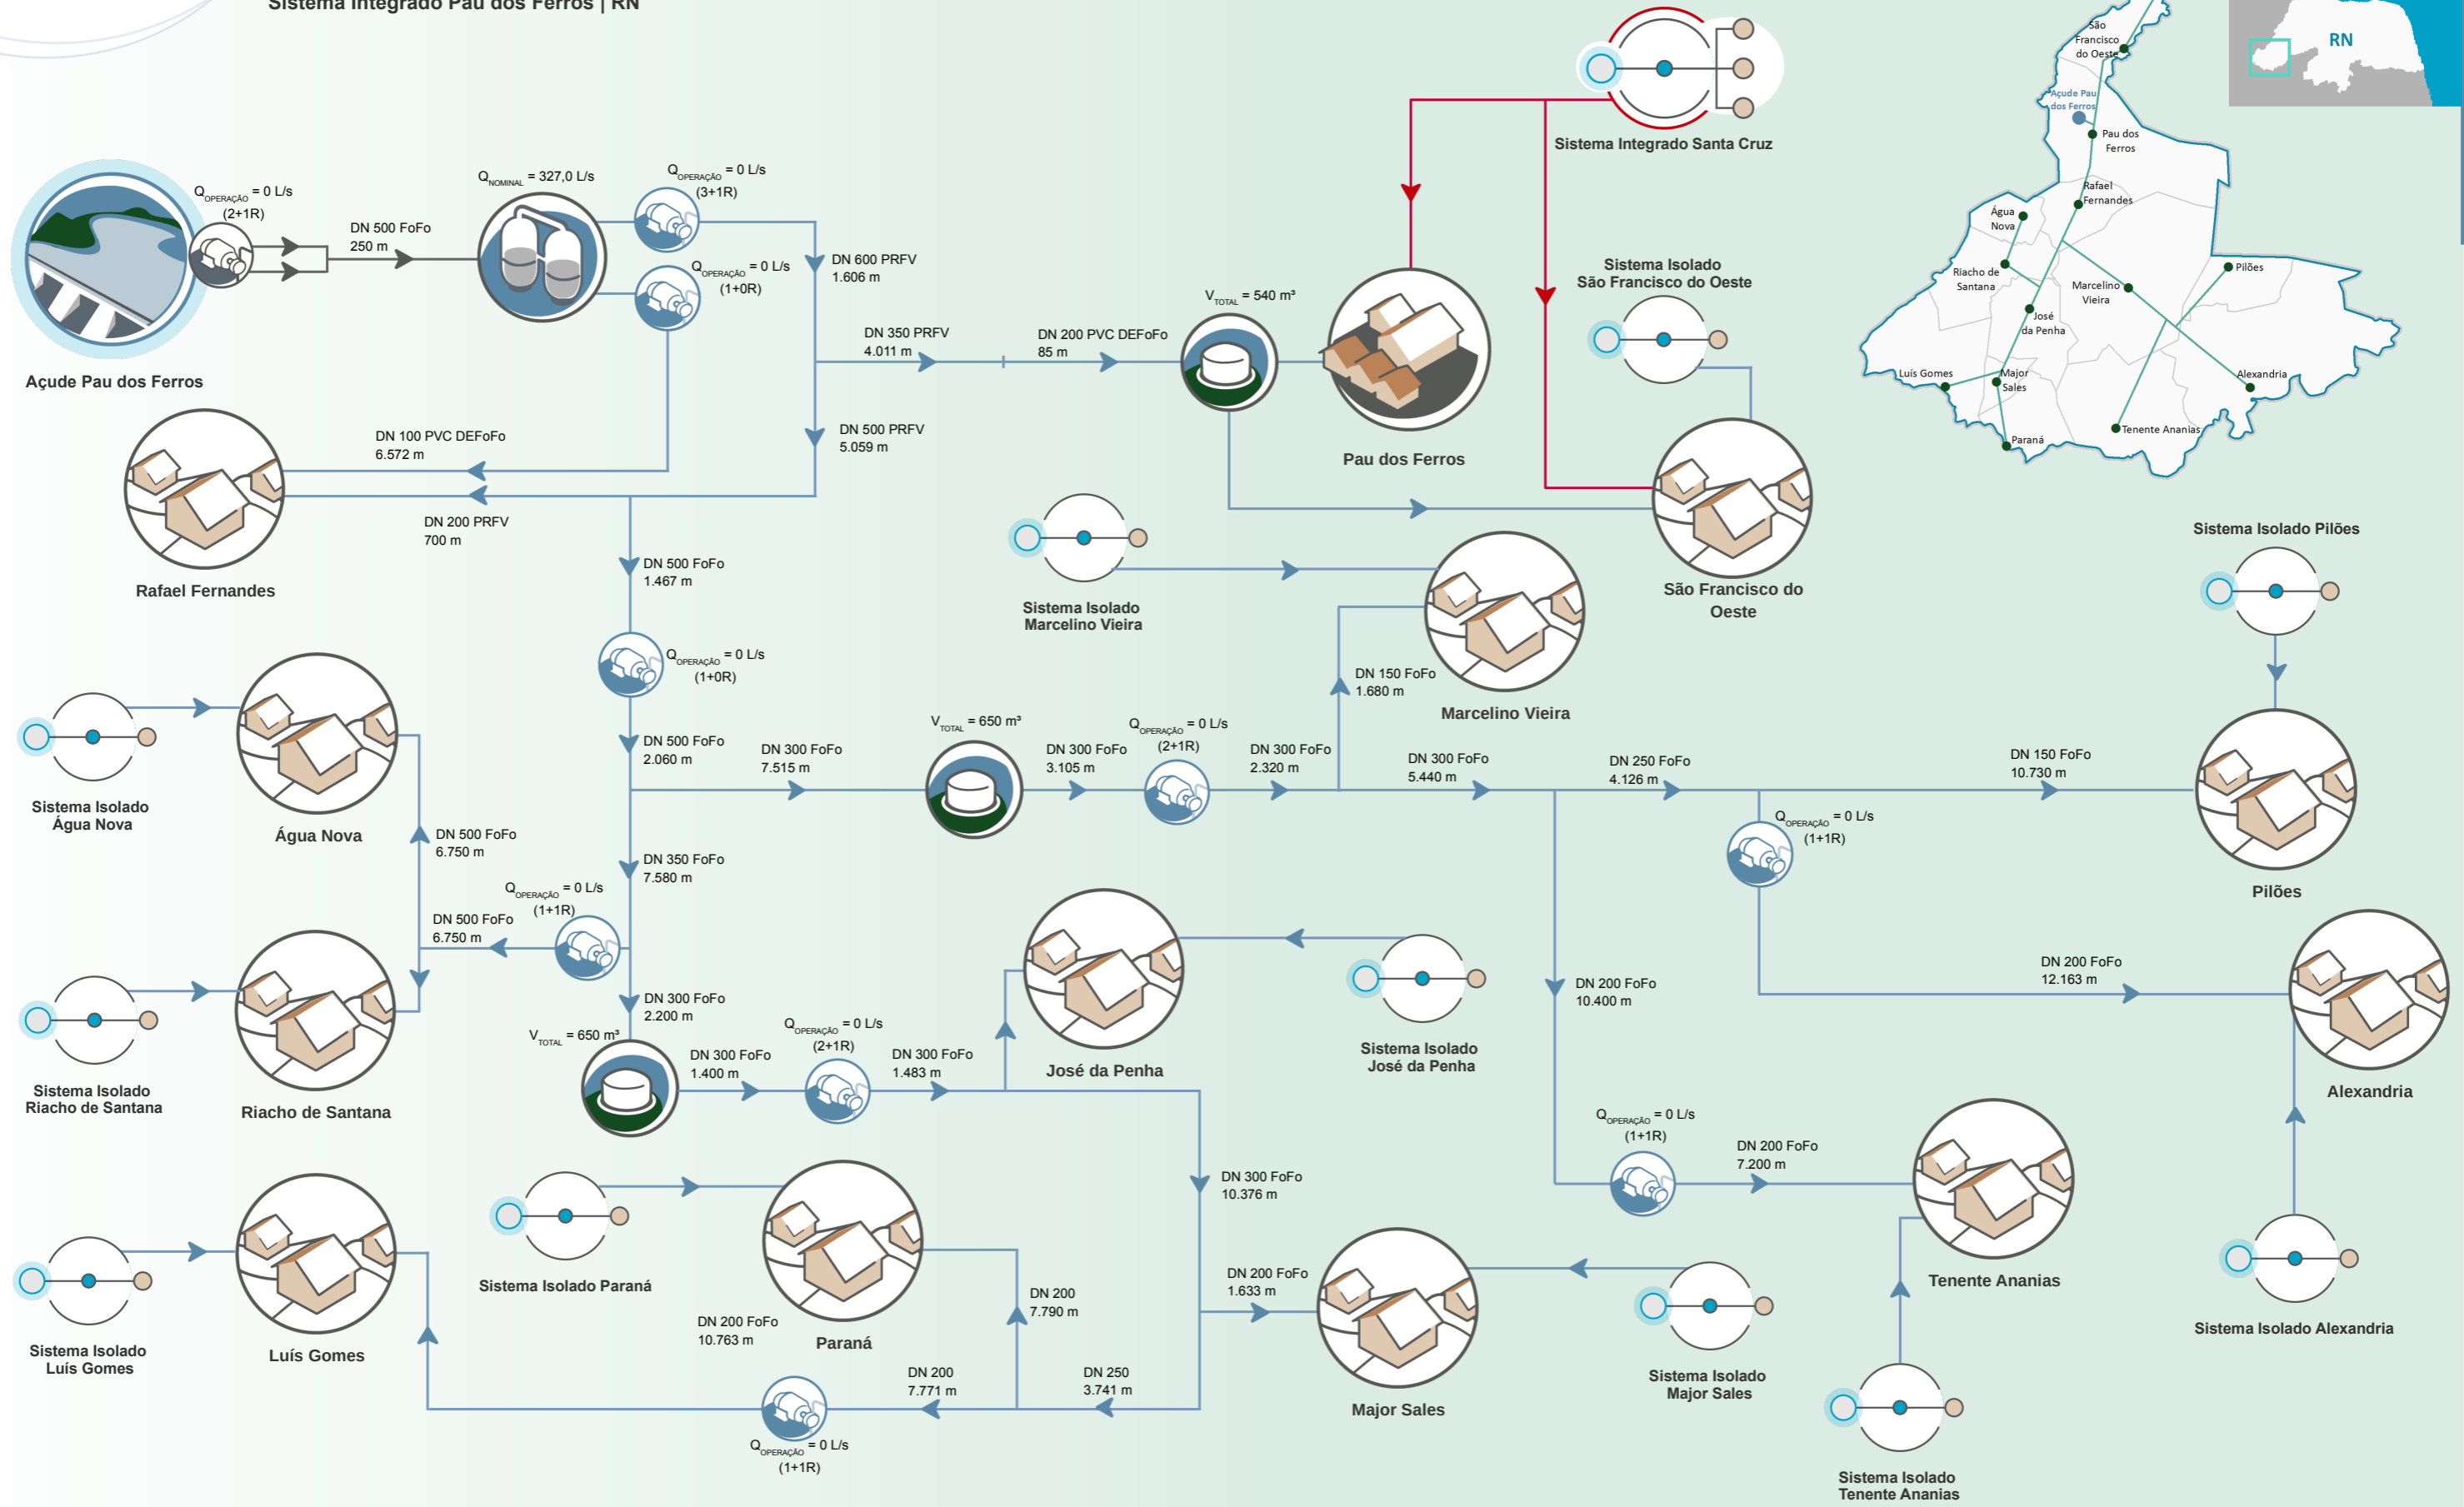 Sistema Integrado Pau dos Ferros | RN
Sistema Integrado Santa Cruz
São
Francisco
do Oeste
RN
Açude Pau
dos Ferros
Pau dos
Ferros
Rafael
Fernandes
Água
Nova
Riacho de
Santana
Marcelino
Vieira
Pilões
José
da Penha
Luís Gomes
Major
Sales
Alexandria
Paraná
Tenente Ananias
QOPERAÇÃO = 0 L/s
(2+1R)
DN 500 FoFo
250 m
QNOMINAL = 327,0 L/s
QOPERAÇÃO = 0 L/s
(3+1R)
QOPERAÇÃO = 0 L/s
(1+0R)
DN 600 PRFV
1.606 m
Açude Pau dos Ferros
DN 350 PRFV
4.011 m
DN 200 PVC DEFoFo
85 m
VTOTAL = 540 m³
Pau dos Ferros
Sistema Isolado
São Francisco do Oeste
DN 100 PVC DEFoFo
6.572 m
DN 500 PRFV
5.059 m
DN 200 PRFV
700 m
Rafael Fernandes
DN 500 FoFo
1.467 m
Sistema Isolado
Marcelino Vieira
São Francisco do
Oeste
Sistema Isolado Pilões
QOPERAÇÃO = 0 L/s
(1+0R)
DN 150 FoFo
1.680 m
Marcelino Vieira
Sistema Isolado
Água Nova
Água Nova
DN 500 FoFo
2.060 m
DN 300 FoFo
7.515 m
VTOTAL = 650 m³
DN 300 FoFo
3.105 m
QOPERAÇÃO = 0 L/s
(2+1R)
DN 300 FoFo
2.320 m
DN 300 FoFo
5.440 m
DN 250 FoFo
4.126 m
DN 150 FoFo
10.730 m
QOPERAÇÃO = 0 L/s
(1+1R)
Pilões
DN 500 FoFo
6.750 m
DN 350 FoFo
7.580 m
QOPERAÇÃO = 0 L/s
(1+1R)
DN 500 FoFo
6.750 m
DN 200 FoFo
12.163 m
DN 200 FoFo
10.400 m
DN 300 FoFo
2.200 m
VTOTAL = 650 m³
DN 300 FoFo
1.400 m
QOPERAÇÃO = 0 L/s
(2+1R)
DN 300 FoFo
1.483 m
José da Penha
Sistema Isolado
José da Penha
Alexandria
Sistema Isolado
Riacho de Santana
Riacho de Santana
QOPERAÇÃO = 0 L/s
(1+1R)
DN 200 FoFo
7.200 m
DN 300 FoFo
10.376 m
Tenente Ananias
Sistema Isolado Paraná
DN 200 FoFo
10.763 m
Paraná
DN 200
7.790 m
DN 200 FoFo
1.633 m
Sistema Isolado Alexandria
Sistema Isolado
Luís Gomes
Luís Gomes
DN 200
7.771 m
DN 250
3.741 m
Major Sales
Sistema Isolado
Major Sales
QOPERAÇÃO = 0 L/s
(1+1R)
Sistema Isolado
Tenente Ananias